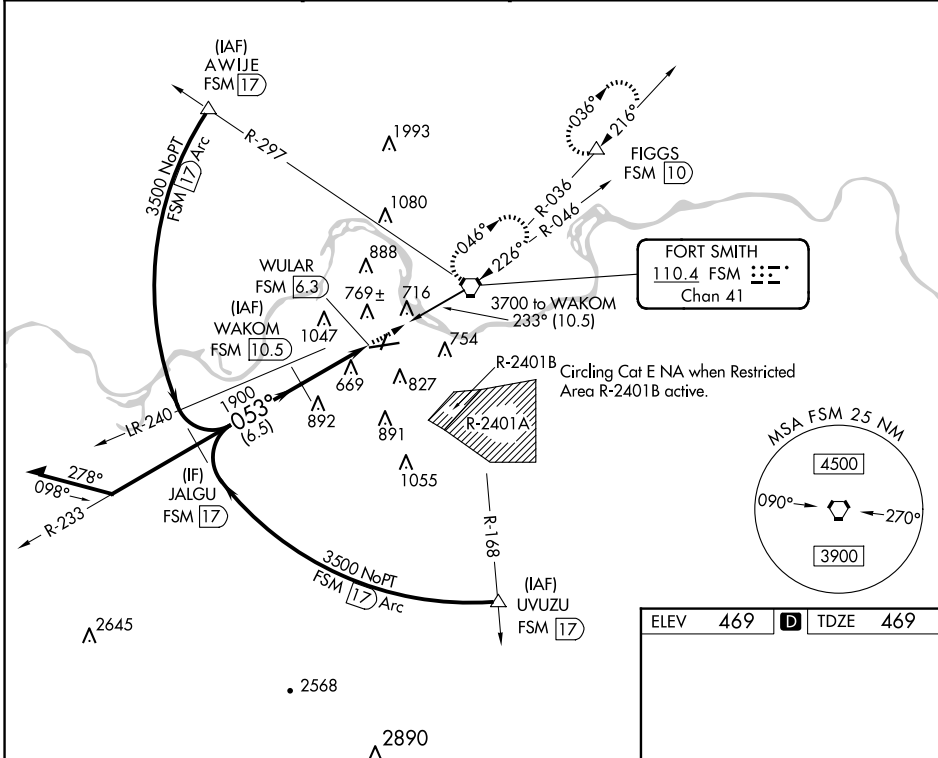 (IAF)
AWIJE
FSM 17
R-297
3500 NoPT
FSM 17 Arc
1993
1080
888
769±
716
1047
WULAR
FSM 6.3
(IAF)
WAKOM
FSM 10.5
036°
216°
FIGGS
FSM 10
R-036
R-046
046°
226°
FORT SMITH
110.4 FSM
Chan 41
3700 to WAKOM
233° (10.5)
754
669
827
892
891
1055
R-2401B
R-2401A
Circling Cat E NA when Restricted
Area R-2401B active.
LR-240
1900
053°
(6.5)
278°
098°
R-233
(IF)
JALGU
FSM 17
3500 NoPT
FSM 17 Arc
R-168
(IAF)
UVUZU
FSM 17
MSA FSM 25 NM
4500
090°
270°
3900
2645
2568
2890
ELEV 469 D TDZE 469